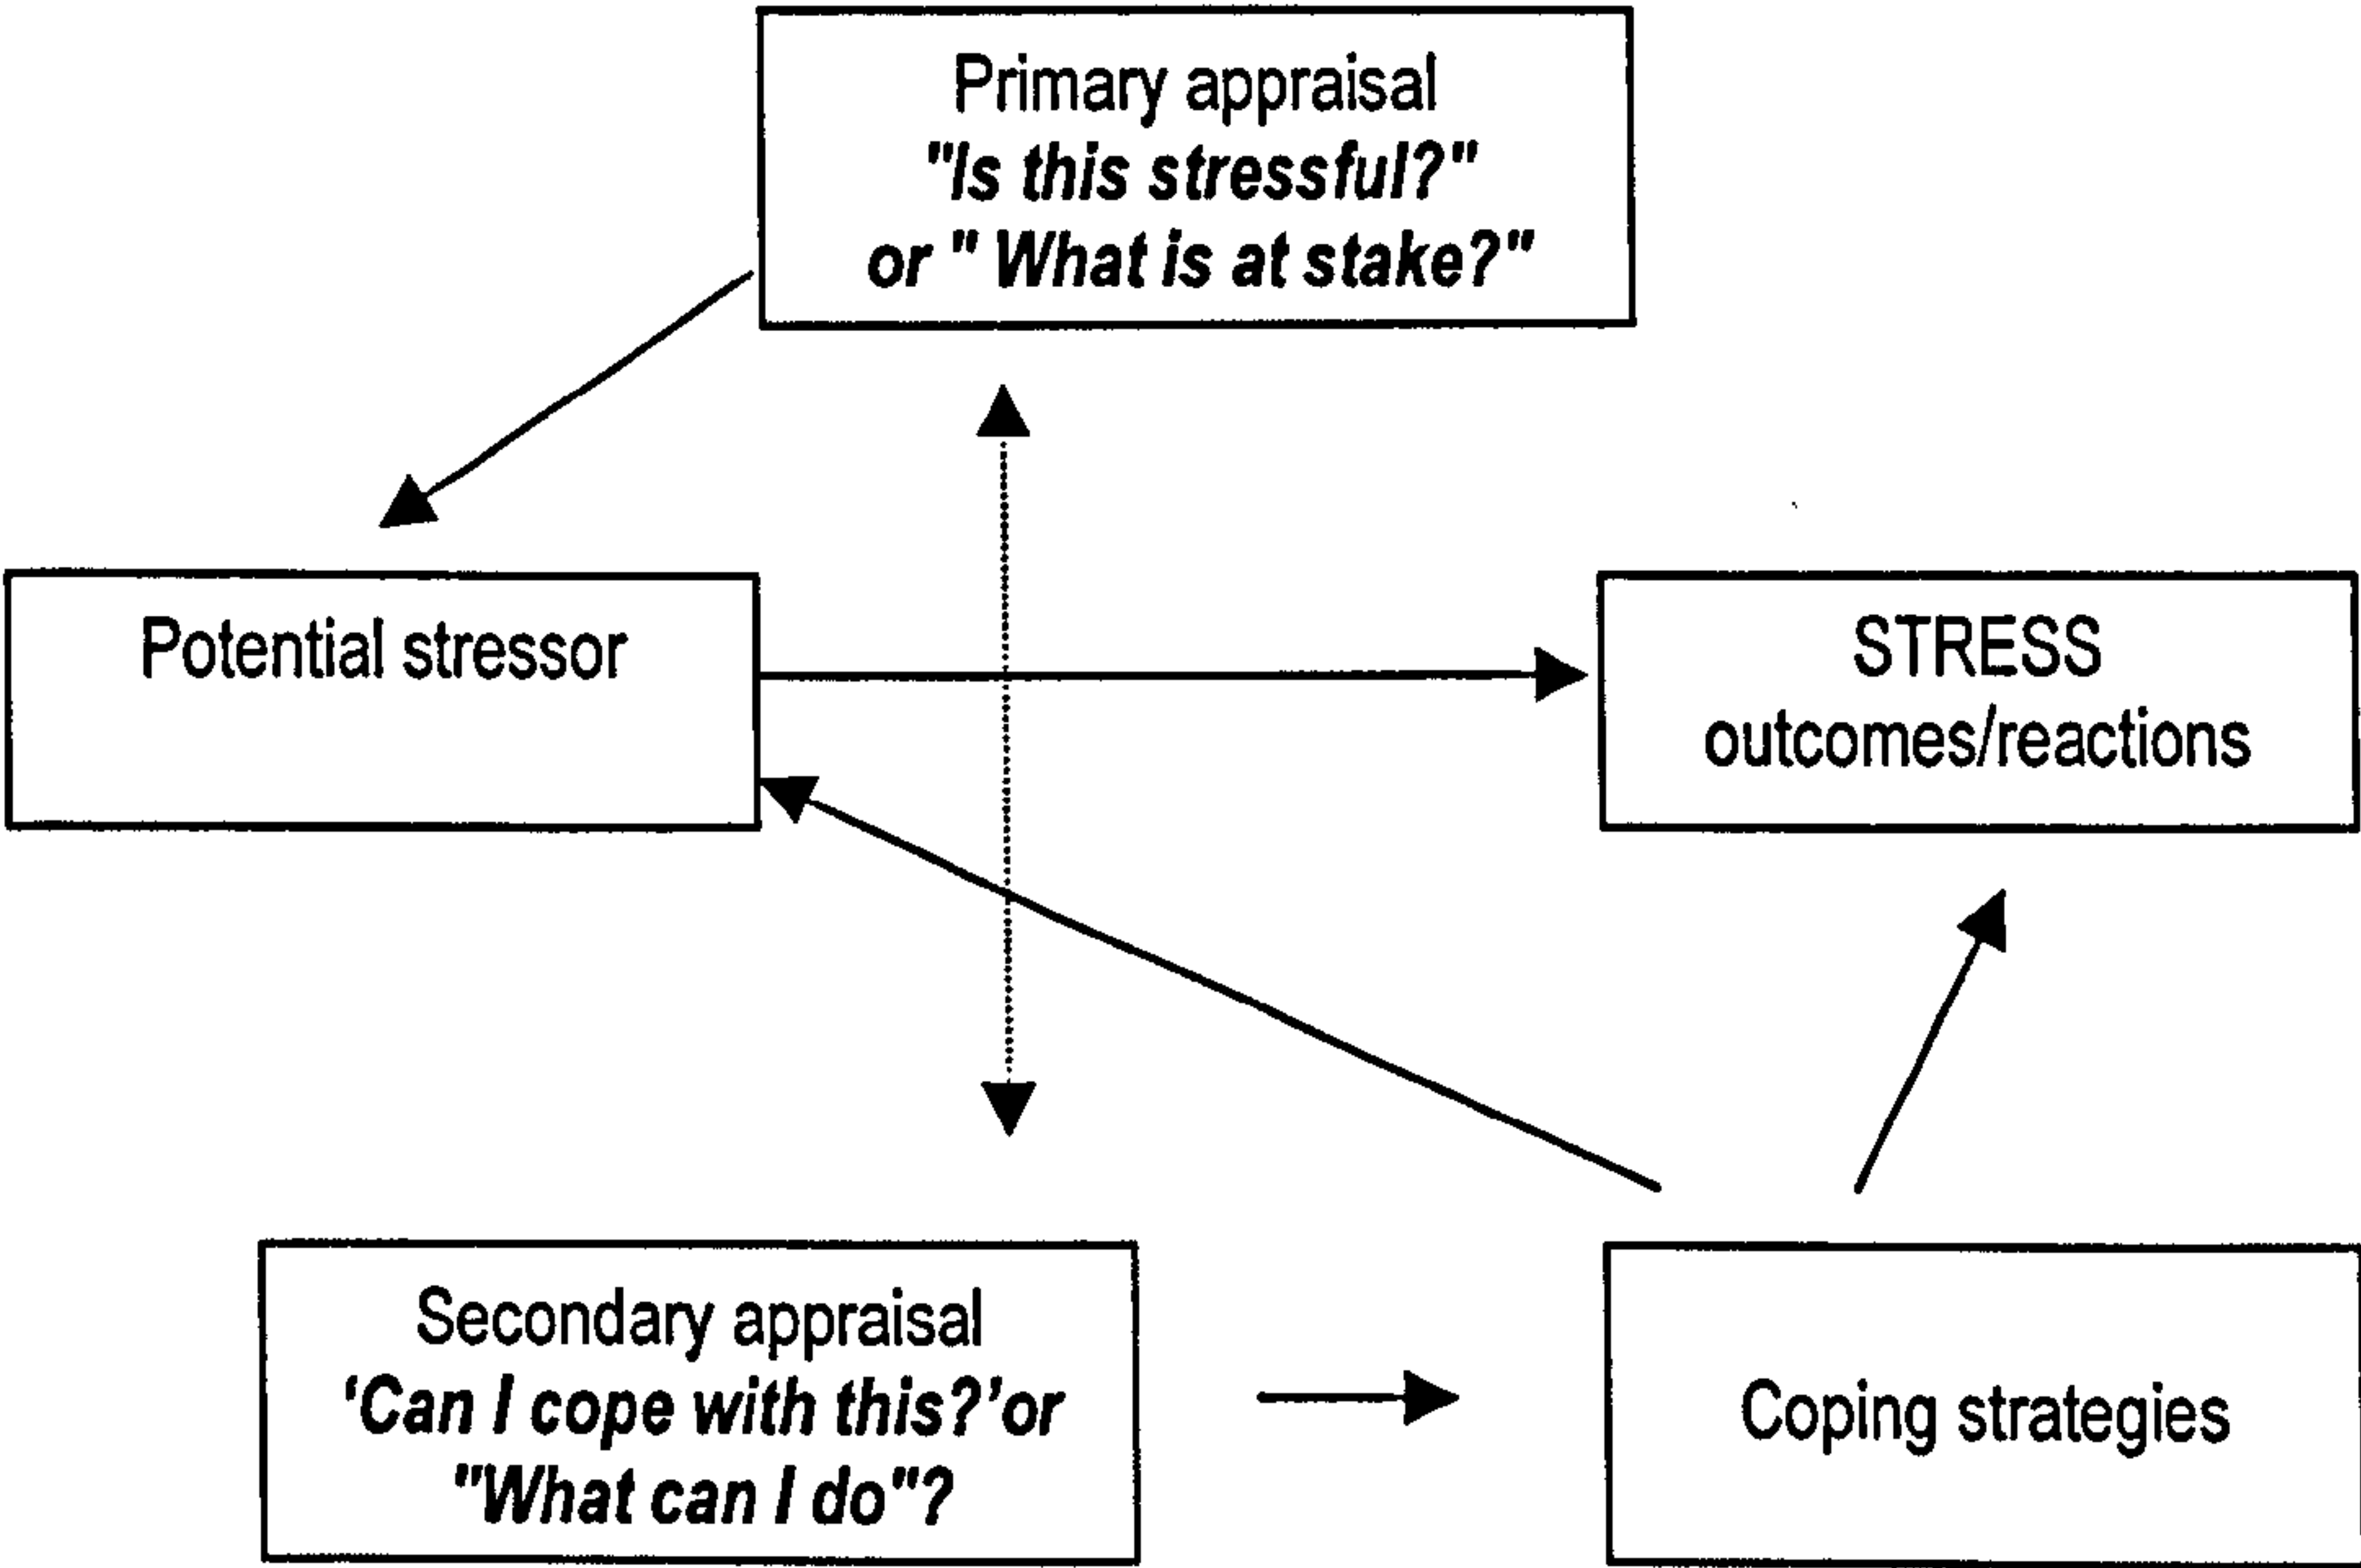 Primary appraisal
"Is this stressful?"
or " What is at stake?"
Potential stressor
STRESS
outcomes/reactions
Secondary appraisal
‘Can I cope with this?’or
"What can I do"?
Coping strategies